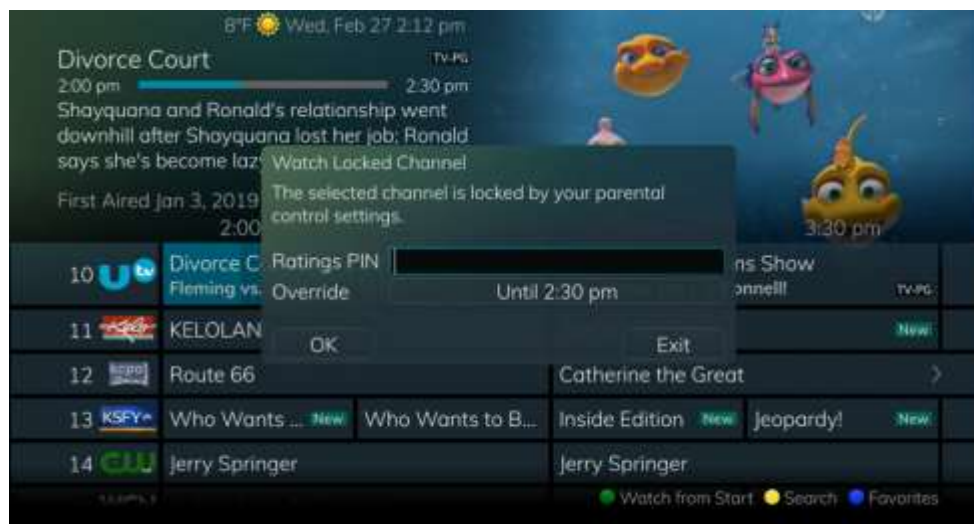 8°F Wed, Feb 27 2:12 pm
Divorce Court TV-PG
2:00 pm 2:30 pm
Shayquana and Ronald's relationship went
downhill after Shayquana lost her job; Ronald
says she's become laz
First Aired Jan 3, 2019
2:00 3:30 pm
Watch Locked Channel
The selected channel is locked by your parental
control settings.
Ratings PIN
Override Until 2:30 pm
OK Exit
10 U tv Divorce C ns Show
Fleming vs. onnell! TV-PG
11 KELOLAN New
12 Route 66 Catherine the Great
13 KSFY Who Wants ... New Who Wants to B... Inside Edition New Jeopardy! New
14 CW Jerry Springer Jerry Springer
Watch from Start Search Favorites